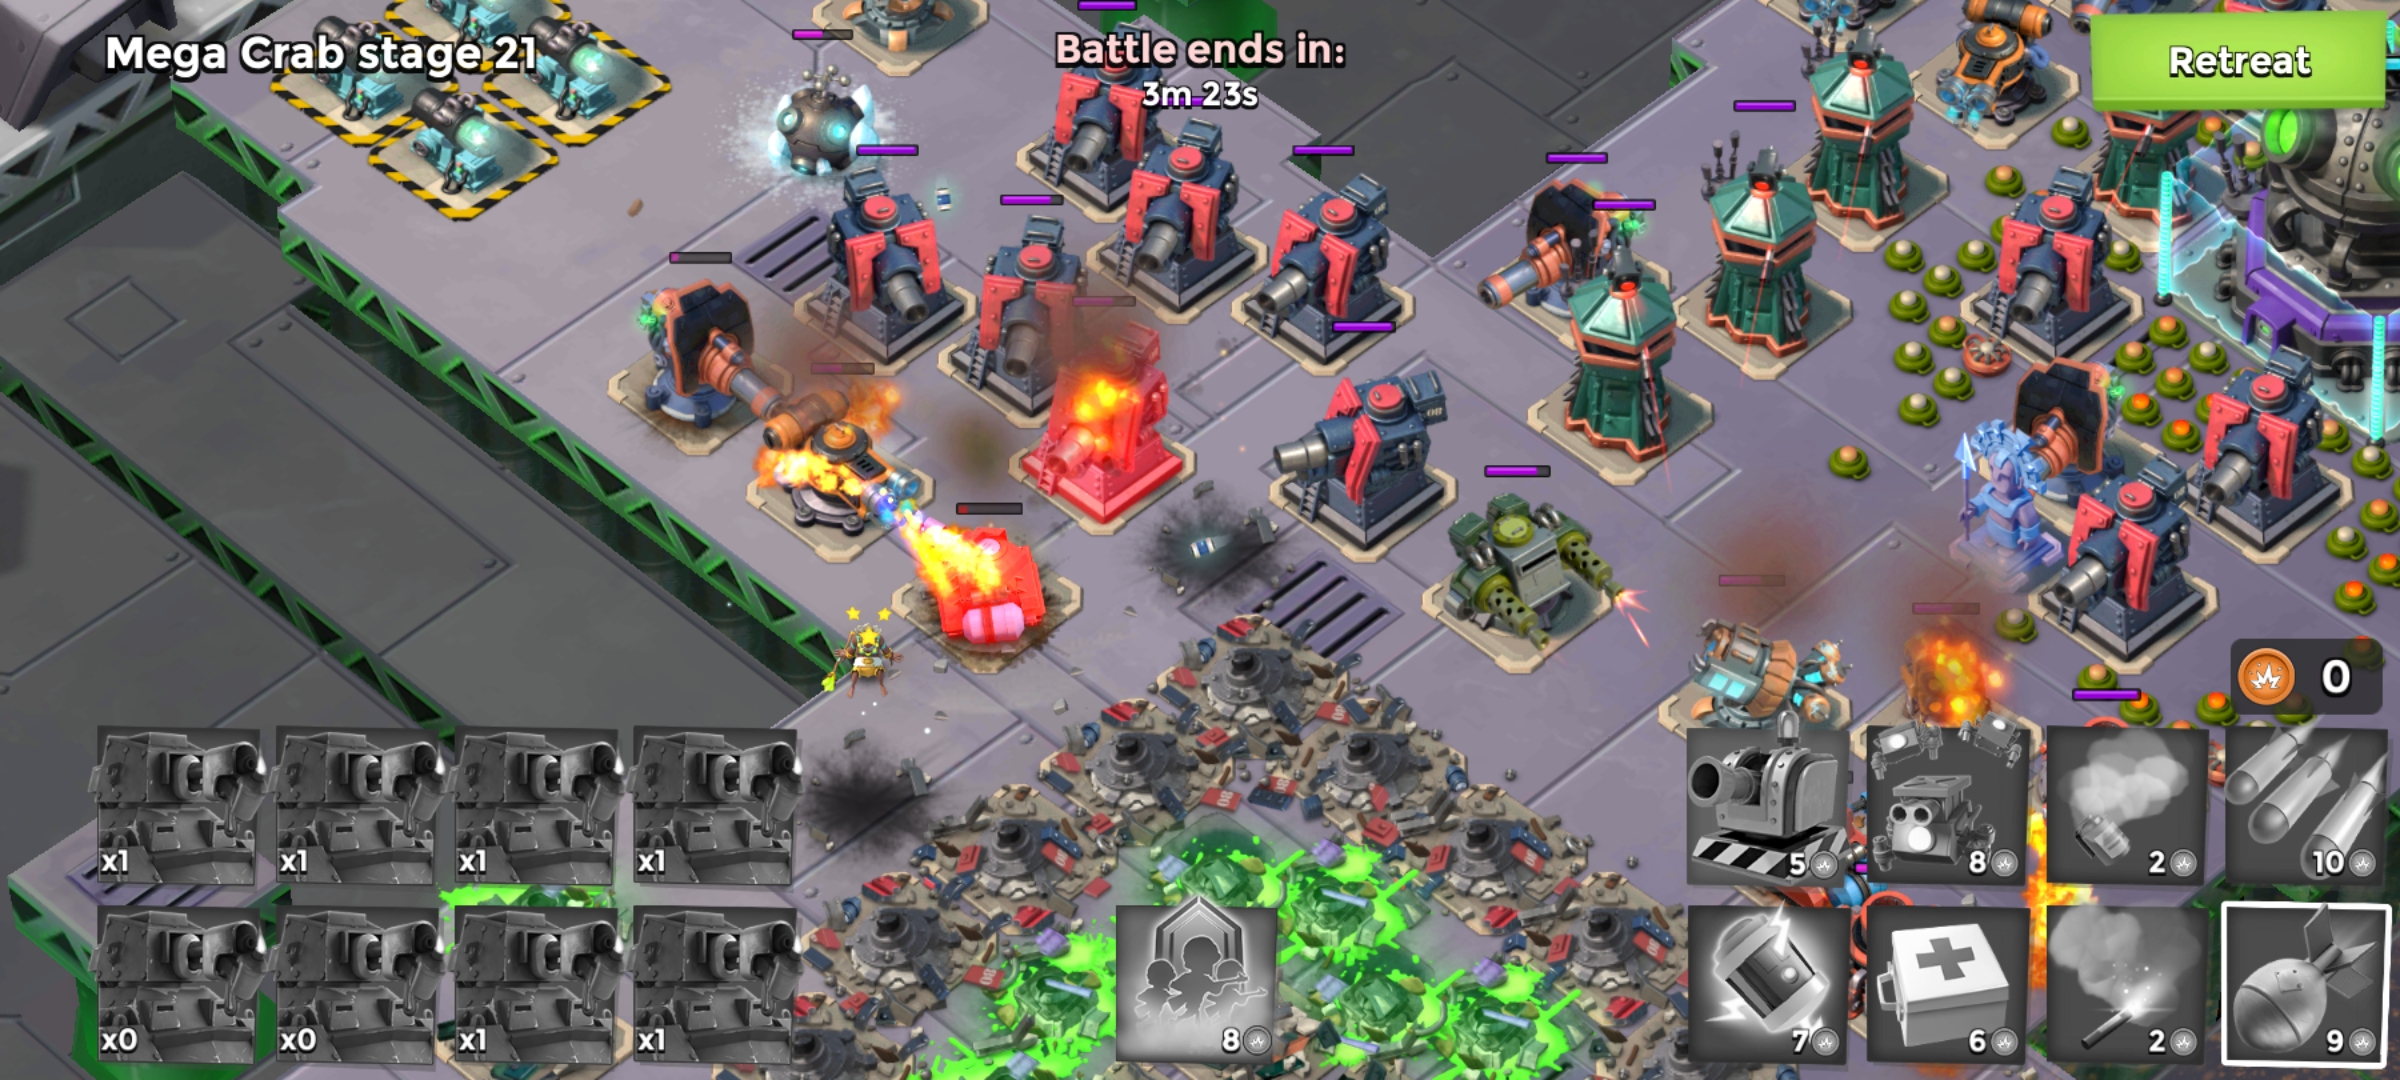 Mega Crab stage 21
Battle ends in:
3m 23s
Retreat
0
x1
x1
x1
x1
5
8
2
10
x0
x0
x1
x1
8
7
6
2
9